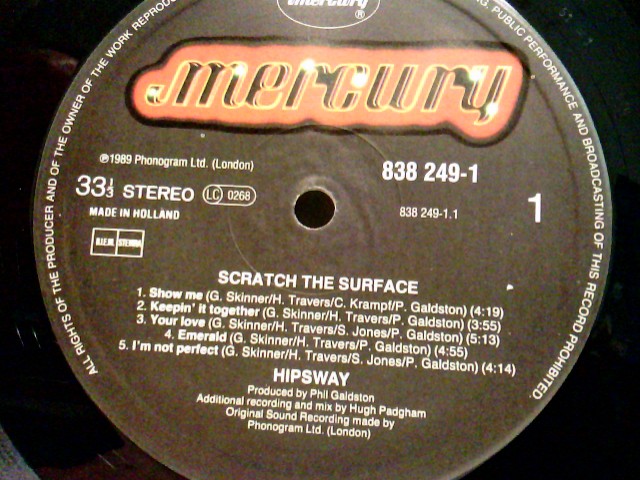 mercury
®
mercury
℗1989 Phonogram Ltd. (London)
838 249-1
33⅓ STEREO LC 0268
838 249-1.1
1
MADE IN HOLLAND
B.I.E.M. STEMRA
SCRATCH THE SURFACE
1. Show me (G. Skinner/H. Travers/C. Krampf/P. Galdston) (4:19)
2. Keepin' it together (G. Skinner/H. Travers/P. Galdston) (3:55)
3. Your love (G. Skinner/H. Travers/S. Jones/P. Galdston) (5:13)
4. Emerald (G. Skinner/H. Travers/P. Galdston) (4:55)
5. I'm not perfect (G. Skinner/H. Travers/S. Jones/P. Galdston) (4:14)
HIPSWAY
Produced by Phil Galdston
Additional recording and mix by Hugh Padgham
Original Sound Recording made by
Phonogram Ltd. (London)
ALL RIGHTS OF THE PRODUCER AND OF THE OWNER OF THE WORK
PUBLIC PERFORMANCE AND BROADCASTING OF THIS RECORD PROHIBITED.